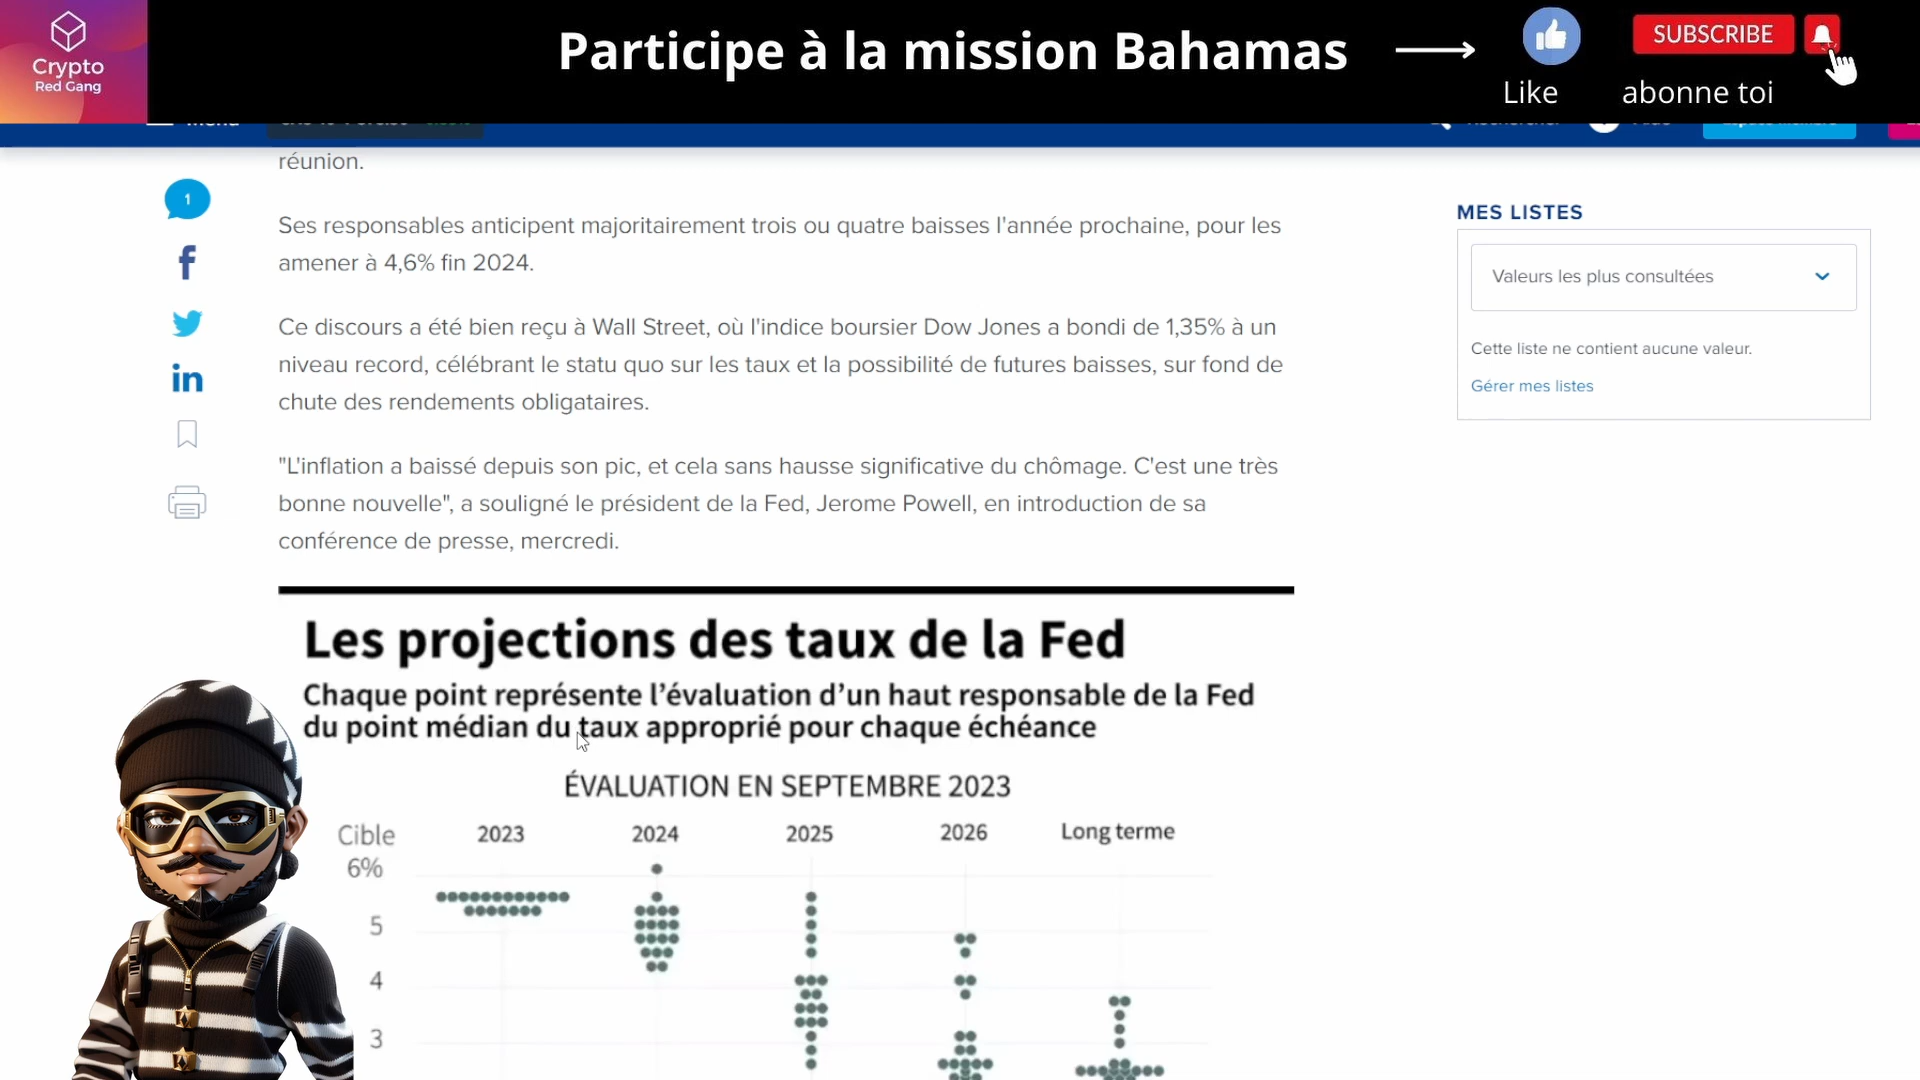 Crypto
Red Gang
Participe à la mission Bahamas
Like
SUBSCRIBE
abonne toi
réunion.
1
Ses responsables anticipent majoritairement trois ou quatre baisses l'année prochaine, pour les
amener à 4,6% fin 2024.
Ce discours a été bien reçu à Wall Street, où l'indice boursier Dow Jones a bondi de 1,35% à un
niveau record, célébrant le statu quo sur les taux et la possibilité de futures baisses, sur fond de
chute des rendements obligataires.
"L'inflation a baissé depuis son pic, et cela sans hausse significative du chômage. C'est une très
bonne nouvelle", a souligné le président de la Fed, Jerome Powell, en introduction de sa
conférence de presse, mercredi.
MES LISTES
Valeurs les plus consultées
Cette liste ne contient aucune valeur.
Gérer mes listes
Les projections des taux de la Fed
Chaque point représente l'évaluation d'un haut responsable de la Fed
du point médian du taux approprié pour chaque échéance
ÉVALUATION EN SEPTEMBRE 2023
Cible 2023 2024 2025 2026 Long terme
6%
5
4
3